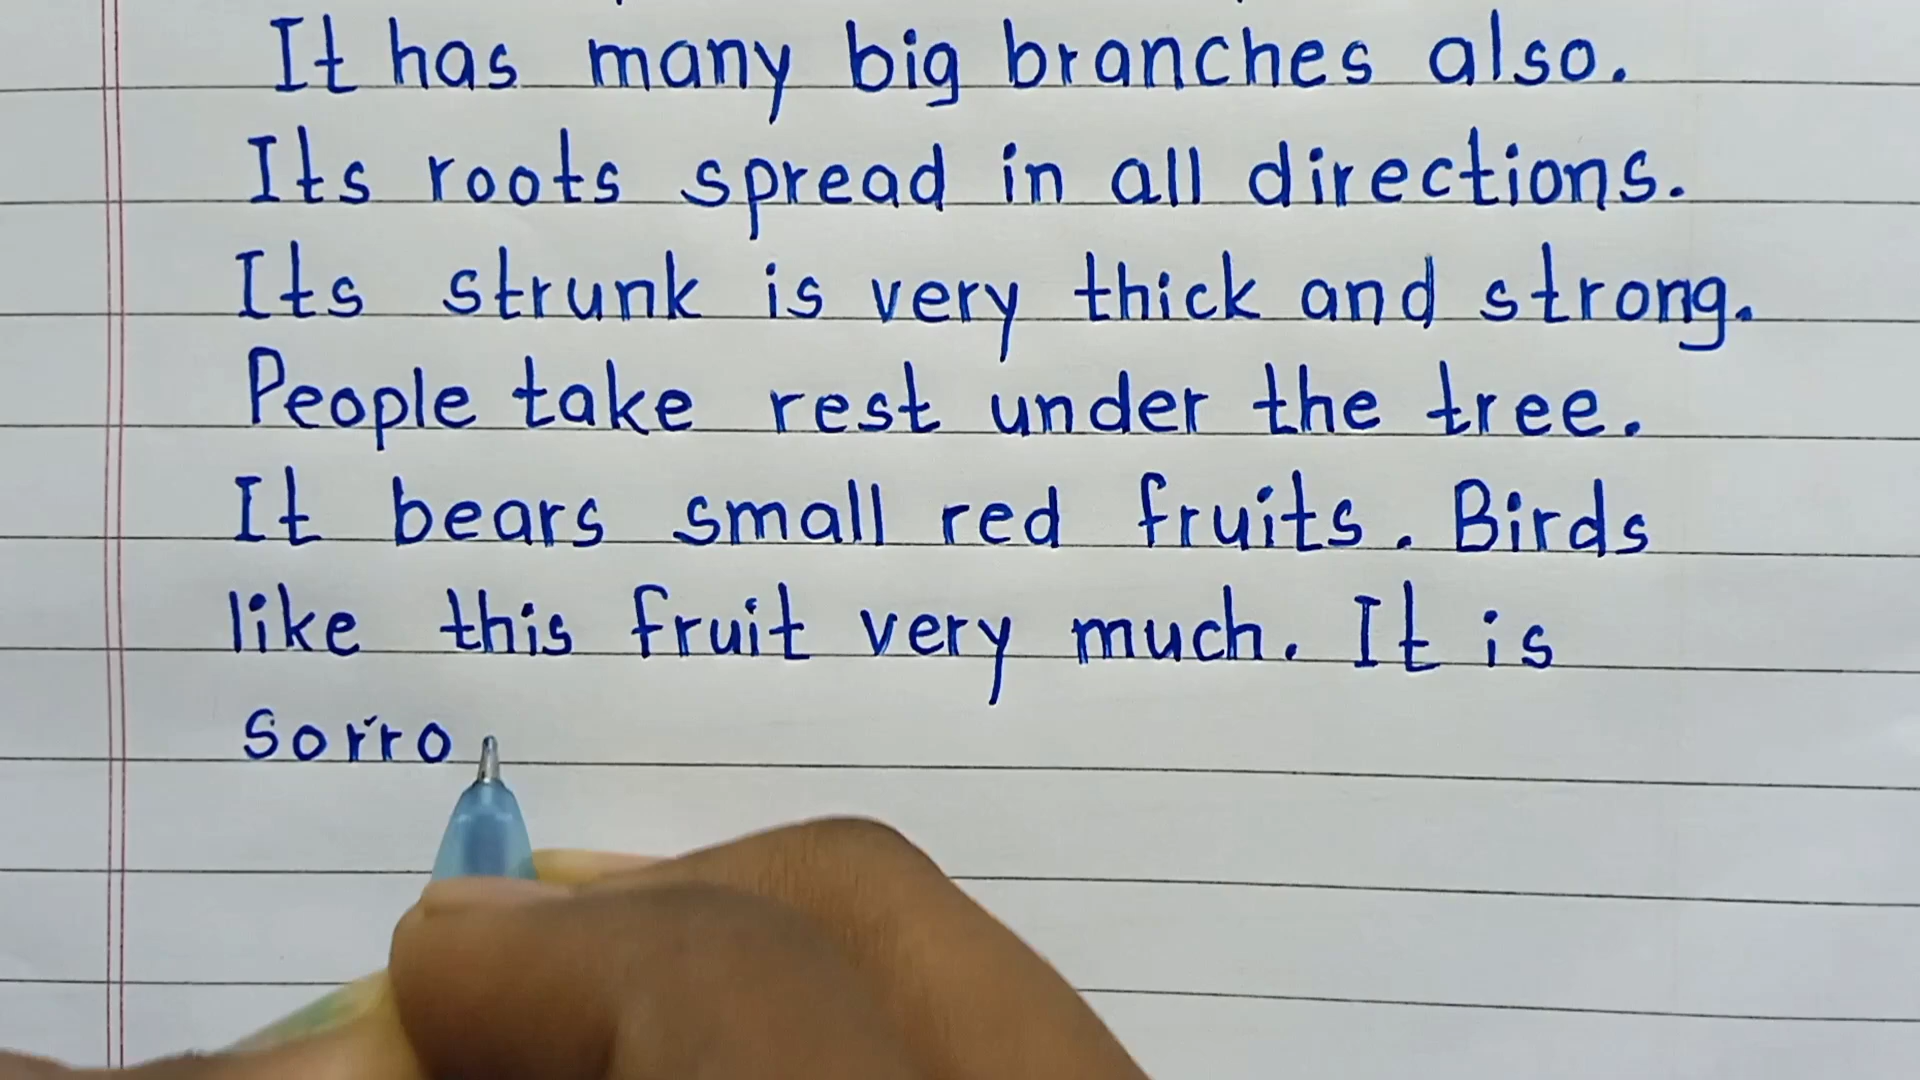 It has many big branches also.
Its roots spread in all directions.
Its strunk is very thick and strong.
People take rest under the tree.
It bears small red fruits. Birds
like this fruit very much. It is
sorro